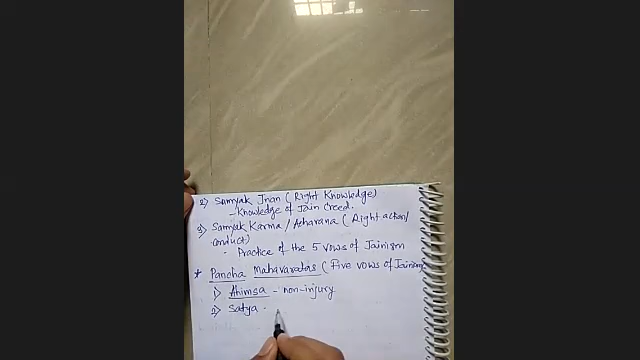 2) Samyak Jnan (Right Knowledge)
- Knowledge of Jain Creed.
3) Samyak Karma / Acharana (Right action/
conduct)
- Practice of the 5 vows of Jainism
* Pancha Mahavaratas (Five vows of Jainism
1) Ahimsa - non-injury
2) Satya -